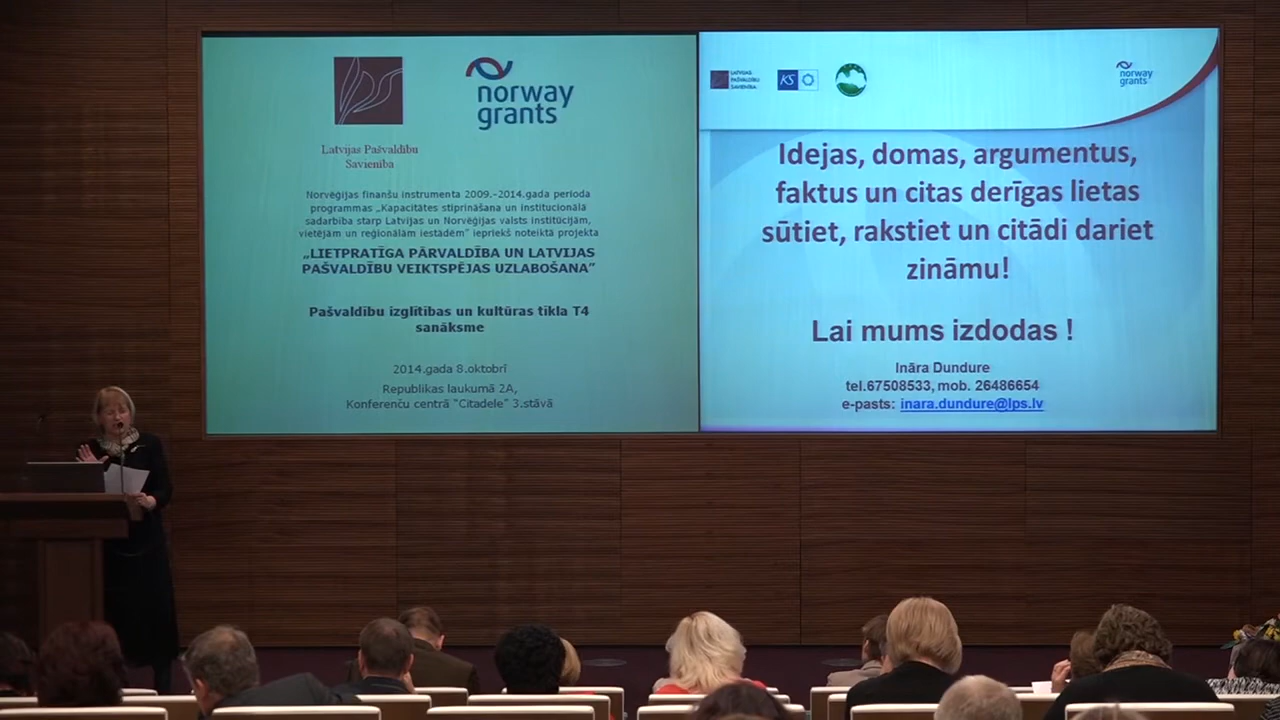 norway
grants
Latvijas Pašvaldību
Savienība
Norvēģijas finanšu instrumenta 2009.-2014.gada perioda
programmas „Kapacitātes stiprināšana un institucionālā
sadarbība starp Latvijas un Norvēģijas valsts institūcijām,
vietējām un reģionālām iestādēm” iepriekš noteiktā projekta
„LIETPRATĪGA PĀRVALDĪBA UN LATVIJAS
PAŠVALDĪBU VEIKTSPĒJAS UZLABOŠANA”
Pašvaldību izglītības un kultūras tīkla T4
sanāksme
2014.gada 8.oktobrī
Republikas laukumā 2A,
Konferenču centrā "Citadele" 3.stāvā
LATVIJAS
PAŠVALDĪBU
SAVIENĪBA
KS
norway
grants
Idejas, domas, argumentus,
faktus un citas derīgas lietas
sūtiet, rakstiet un citādi dariet
zināmu!
Lai mums izdodas !
Ināra Dundure
tel.67508533, mob. 26486654
e-pasts: inara.dundure@lps.lv